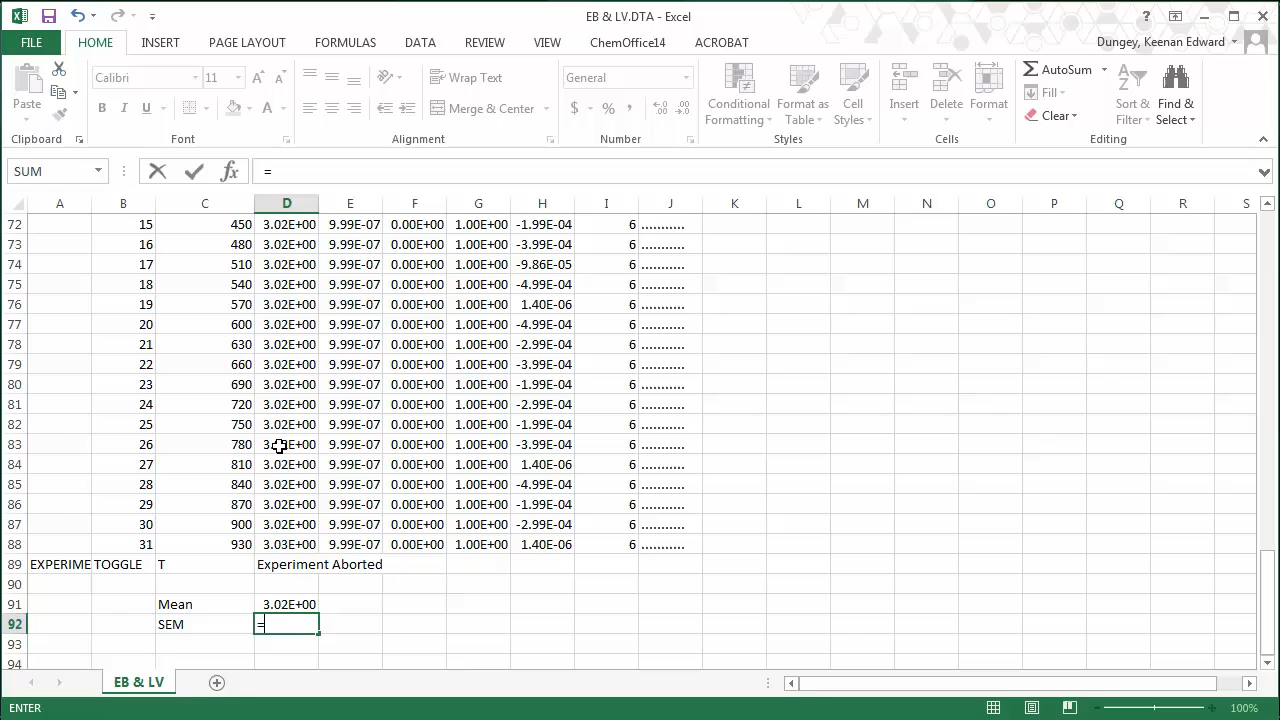 EB & LV.DTA - Excel
FILE HOME INSERT PAGE LAYOUT FORMULAS DATA REVIEW VIEW ChemOffice14 ACROBAT Dungey, Keenan Edward
Paste Clipboard
Calibri 11 B I U A Font
Wrap Text Merge & Center Alignment
General $ % , Number
Conditional Formatting Format as Table Cell Styles Styles
Insert Delete Format Cells
AutoSum Fill Clear Sort & Filter Find & Select Editing
SUM fx =
A B C D E F G H I J K L M N O P Q R S
72 15 450 3.02E+00 9.99E-07 0.00E+00 1.00E+00 -1.99E-04 6 ...........
73 16 480 3.02E+00 9.99E-07 0.00E+00 1.00E+00 -3.99E-04 6 ...........
74 17 510 3.02E+00 9.99E-07 0.00E+00 1.00E+00 -9.86E-05 6 ...........
75 18 540 3.02E+00 9.99E-07 0.00E+00 1.00E+00 -4.99E-04 6 ...........
76 19 570 3.02E+00 9.99E-07 0.00E+00 1.00E+00 1.40E-06 6 ...........
77 20 600 3.02E+00 9.99E-07 0.00E+00 1.00E+00 -4.99E-04 6 ...........
78 21 630 3.02E+00 9.99E-07 0.00E+00 1.00E+00 -2.99E-04 6 ...........
79 22 660 3.02E+00 9.99E-07 0.00E+00 1.00E+00 -3.99E-04 6 ...........
80 23 690 3.02E+00 9.99E-07 0.00E+00 1.00E+00 -1.99E-04 6 ...........
81 24 720 3.02E+00 9.99E-07 0.00E+00 1.00E+00 -2.99E-04 6 ...........
82 25 750 3.02E+00 9.99E-07 0.00E+00 1.00E+00 -1.99E-04 6 ...........
83 26 780 9.99E-07 0.00E+00 1.00E+00 -3.99E-04 6 ...........
84 27 810 3.02E+00 9.99E-07 0.00E+00 1.00E+00 1.40E-06 6 ...........
85 28 840 3.02E+00 9.99E-07 0.00E+00 1.00E+00 -4.99E-04 6 ...........
86 29 870 3.02E+00 9.99E-07 0.00E+00 1.00E+00 -1.99E-04 6 ...........
87 30 900 3.02E+00 9.99E-07 0.00E+00 1.00E+00 -2.99E-04 6 ...........
88 31 930 3.03E+00 9.99E-07 0.00E+00 1.00E+00 1.40E-06 6 ...........
89 EXPERIME TOGGLE T Experiment Aborted
90
91 Mean 3.02E+00
92 SEM =
93
94
EB & LV
ENTER 100%